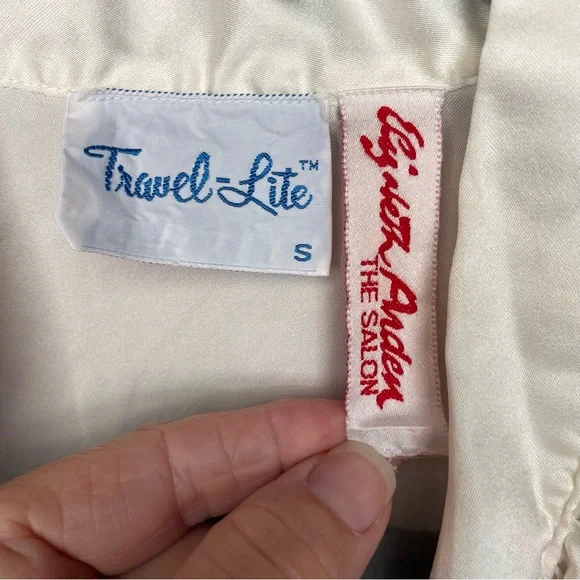 Travel-Lite™
S
Elizabeth Arden
THE SALON